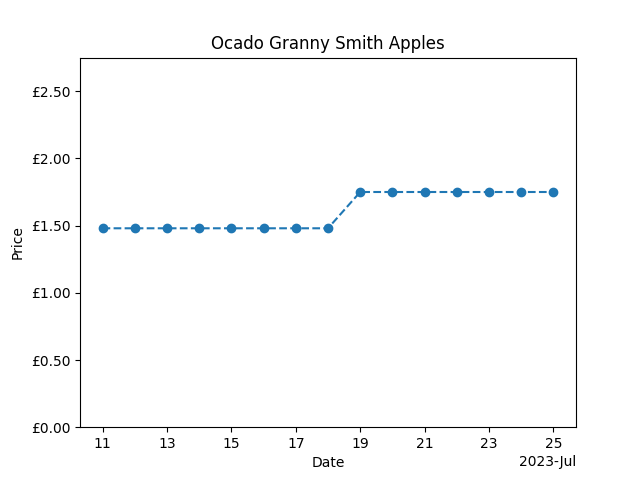 Ocado Granny Smith Apples
£2.50
£2.00
£1.50
£1.00
£0.50
£0.00
Price
11 13 15 17 19 21 23 25
2023-Jul
Date